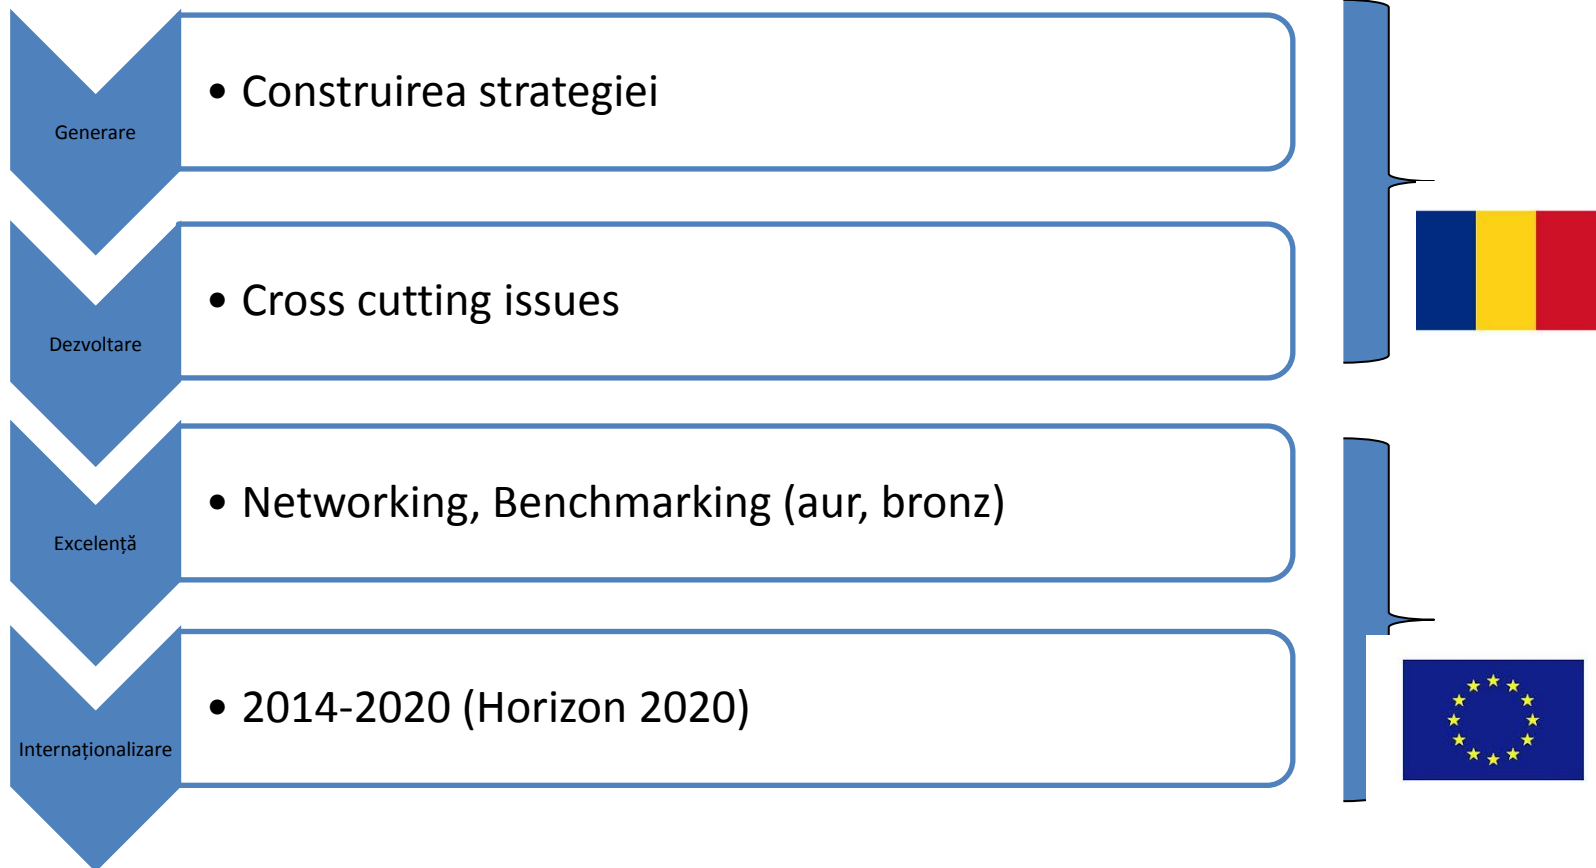 Generare
• Construirea strategiei
Dezvoltare
• Cross cutting issues
Excelență
• Networking, Benchmarking (aur, bronz)
Internaționalizare
• 2014-2020 (Horizon 2020)